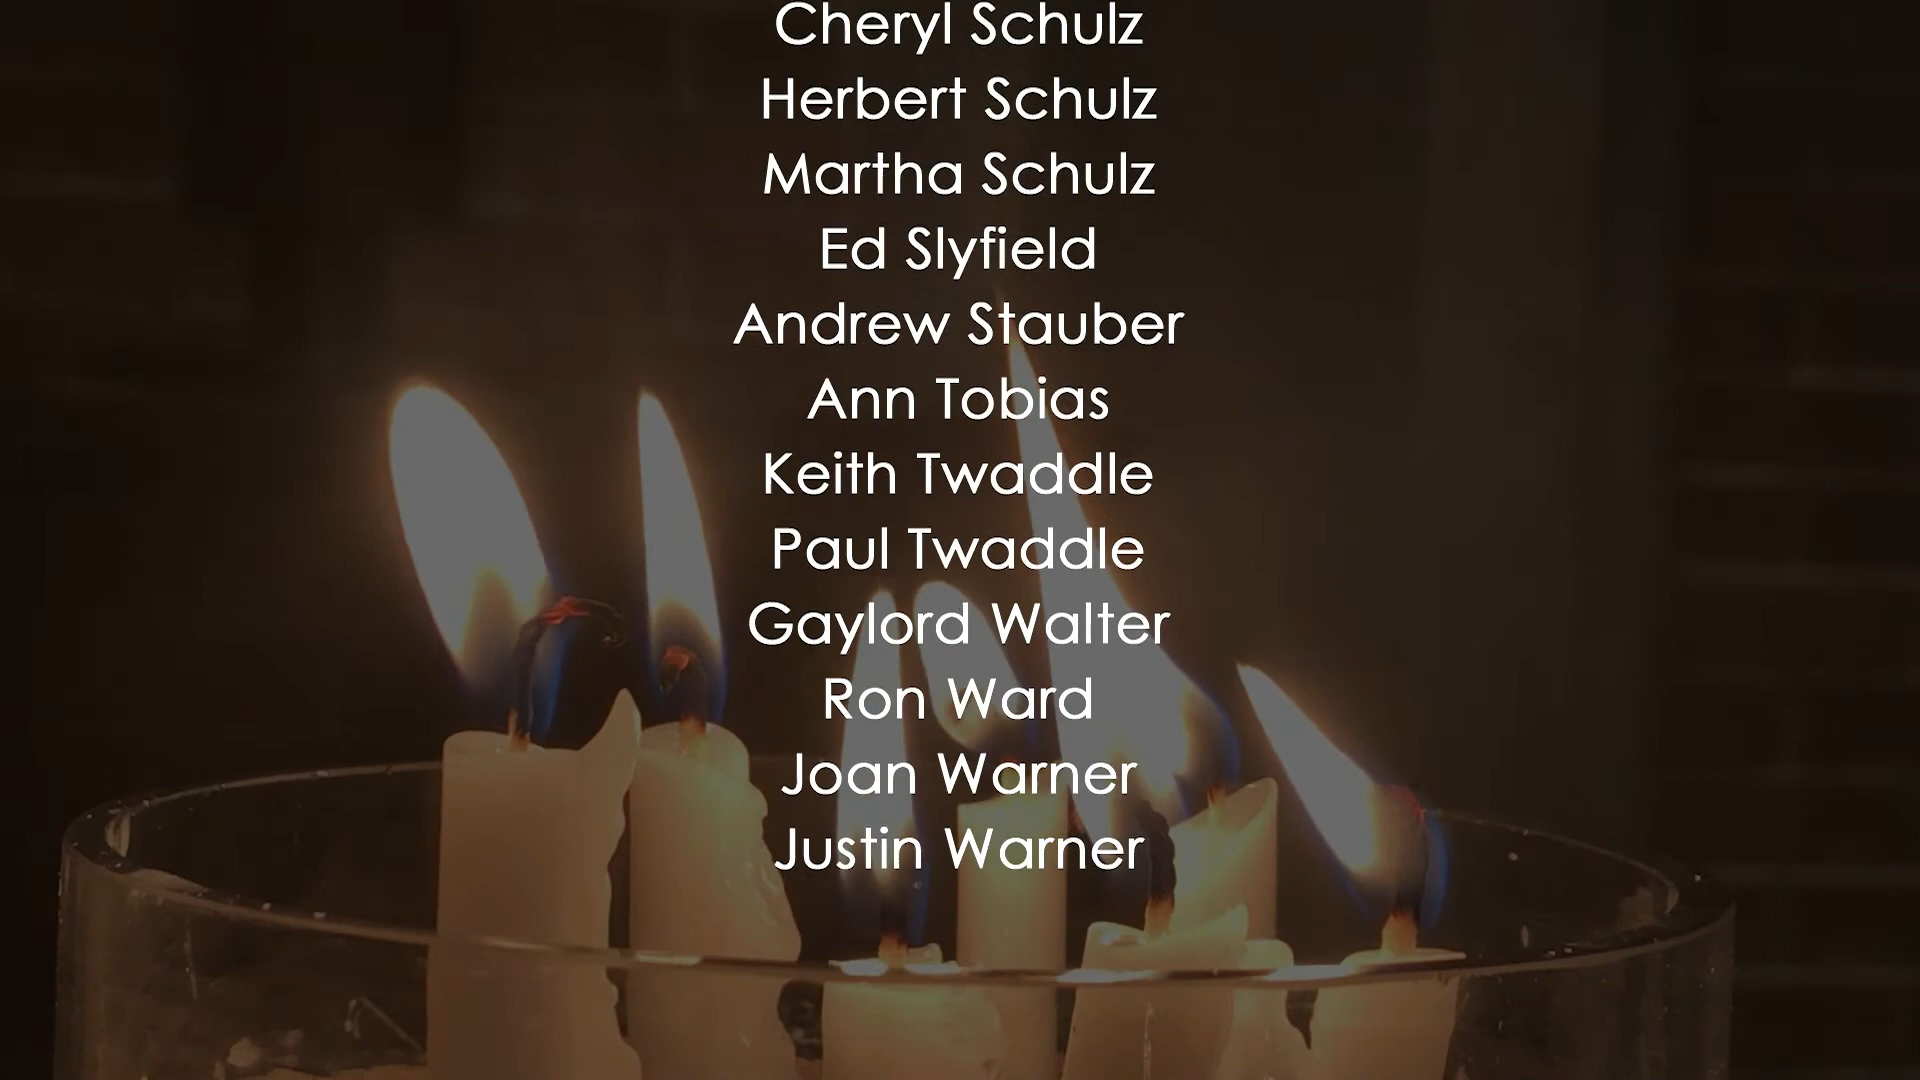 Cheryl Schulz
Herbert Schulz
Martha Schulz
Ed Slyfield
Andrew Stauber
Ann Tobias
Keith Twaddle
Paul Twaddle
Gaylord Walter
Ron Ward
Joan Warner
Justin Warner